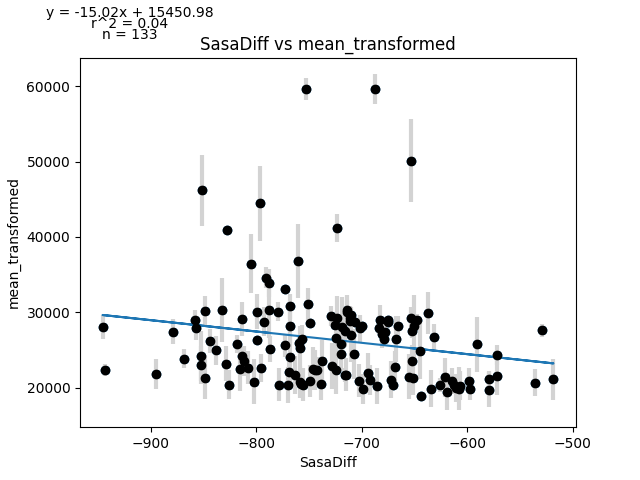 y = -15.02x + 15450.98
r^2 = 0.04
n = 133
SasaDiff vs mean_transformed
60000
50000
40000
30000
20000
mean_transformed
−900
−800
−700
−600
−500
SasaDiff